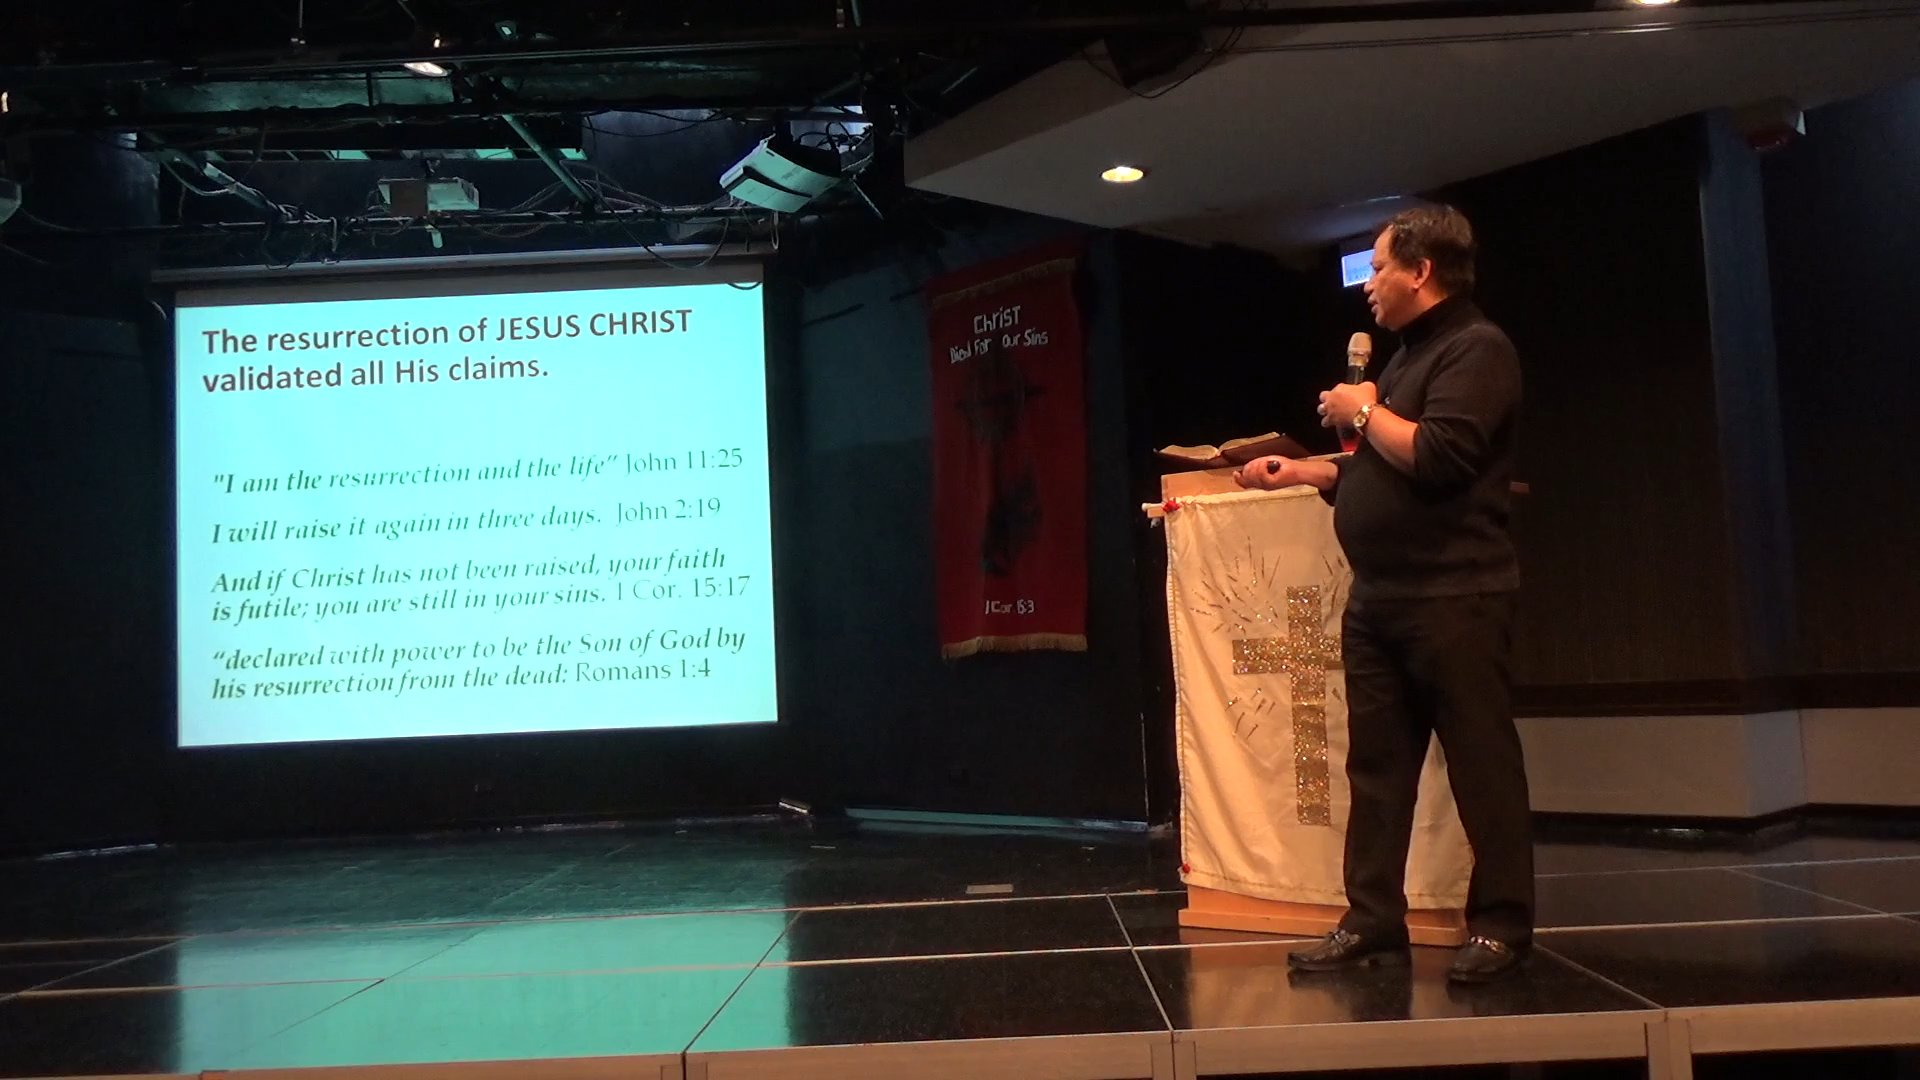 The resurrection of JESUS CHRIST
validated all His claims.
"I am the resurrection and the life" John 11:25
I will raise it again in three days. John 2:19
And if Christ has not been raised, your faith
is futile; you are still in your sins. 1 Cor. 15:17
“declared with power to be the Son of God by
his resurrection from the dead: Romans 1:4
Christ
Died For Our Sins
1 Cor. 15:3